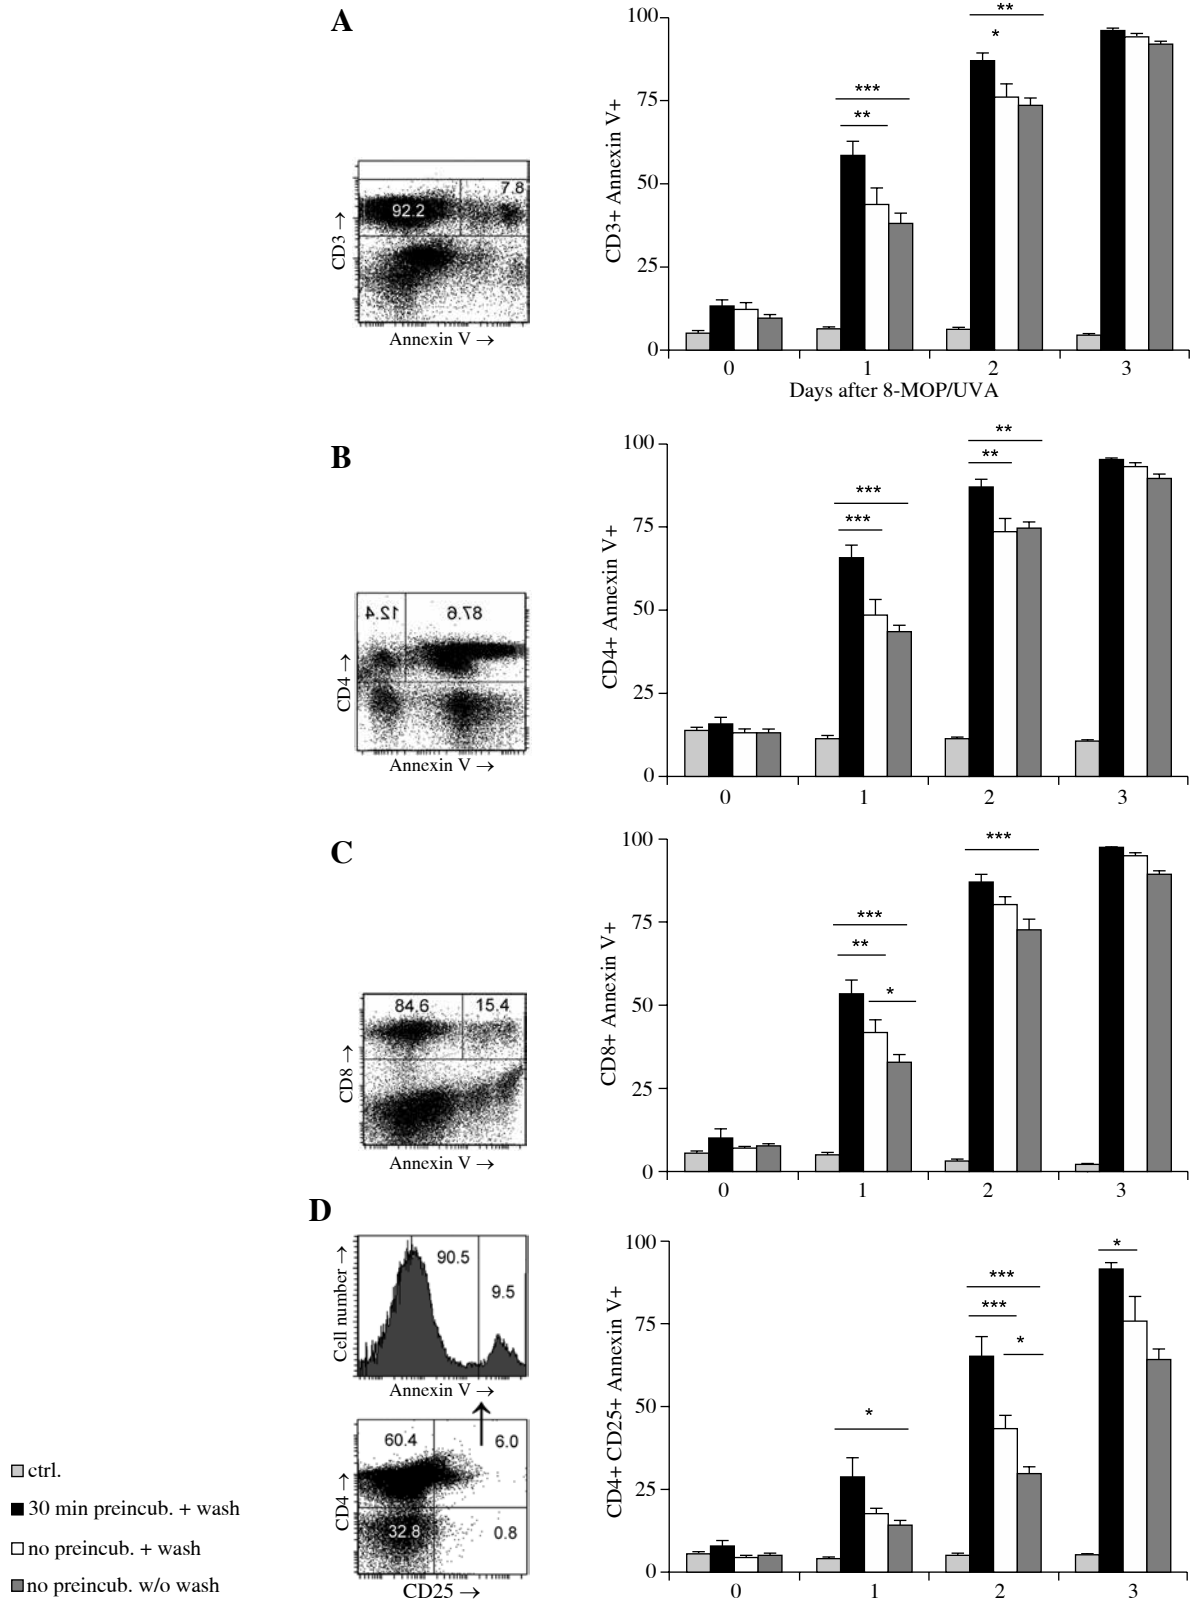 A
CD3 →
92.2
7.8
Annexin V →
CD3+ Annexin V+
100
75
50
25
0
***
**
**
*
0 1 2 3
Days after 8-MOP/UVA
B
CD4 →
12.4
87.6
Annexin V →
CD4+ Annexin V+
100
75
50
25
0
***
***
**
**
0 1 2 3
C
CD8 →
84.6
15.4
Annexin V →
CD8+ Annexin V+
100
75
50
25
0
***
**
*
***
0 1 2 3
D
Cell number →
90.5
9.5
Annexin V →
CD4 →
60.4
6.0
32.8
0.8
CD25 →
CD4+ CD25+ Annexin V+
100
75
50
25
0
*
***
***
*
*
0 1 2 3
ctrl.
30 min preincub. + wash
no preincub. + wash
no preincub. w/o wash